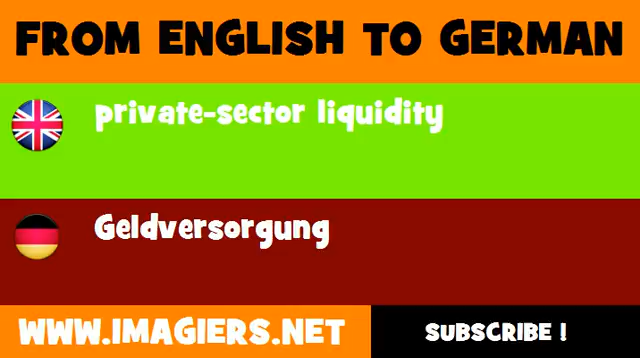 FROM ENGLISH TO GERMAN
private-sector liquidity
Geldversorgung
WWW.IMAGIERS.NET
SUBSCRIBE !